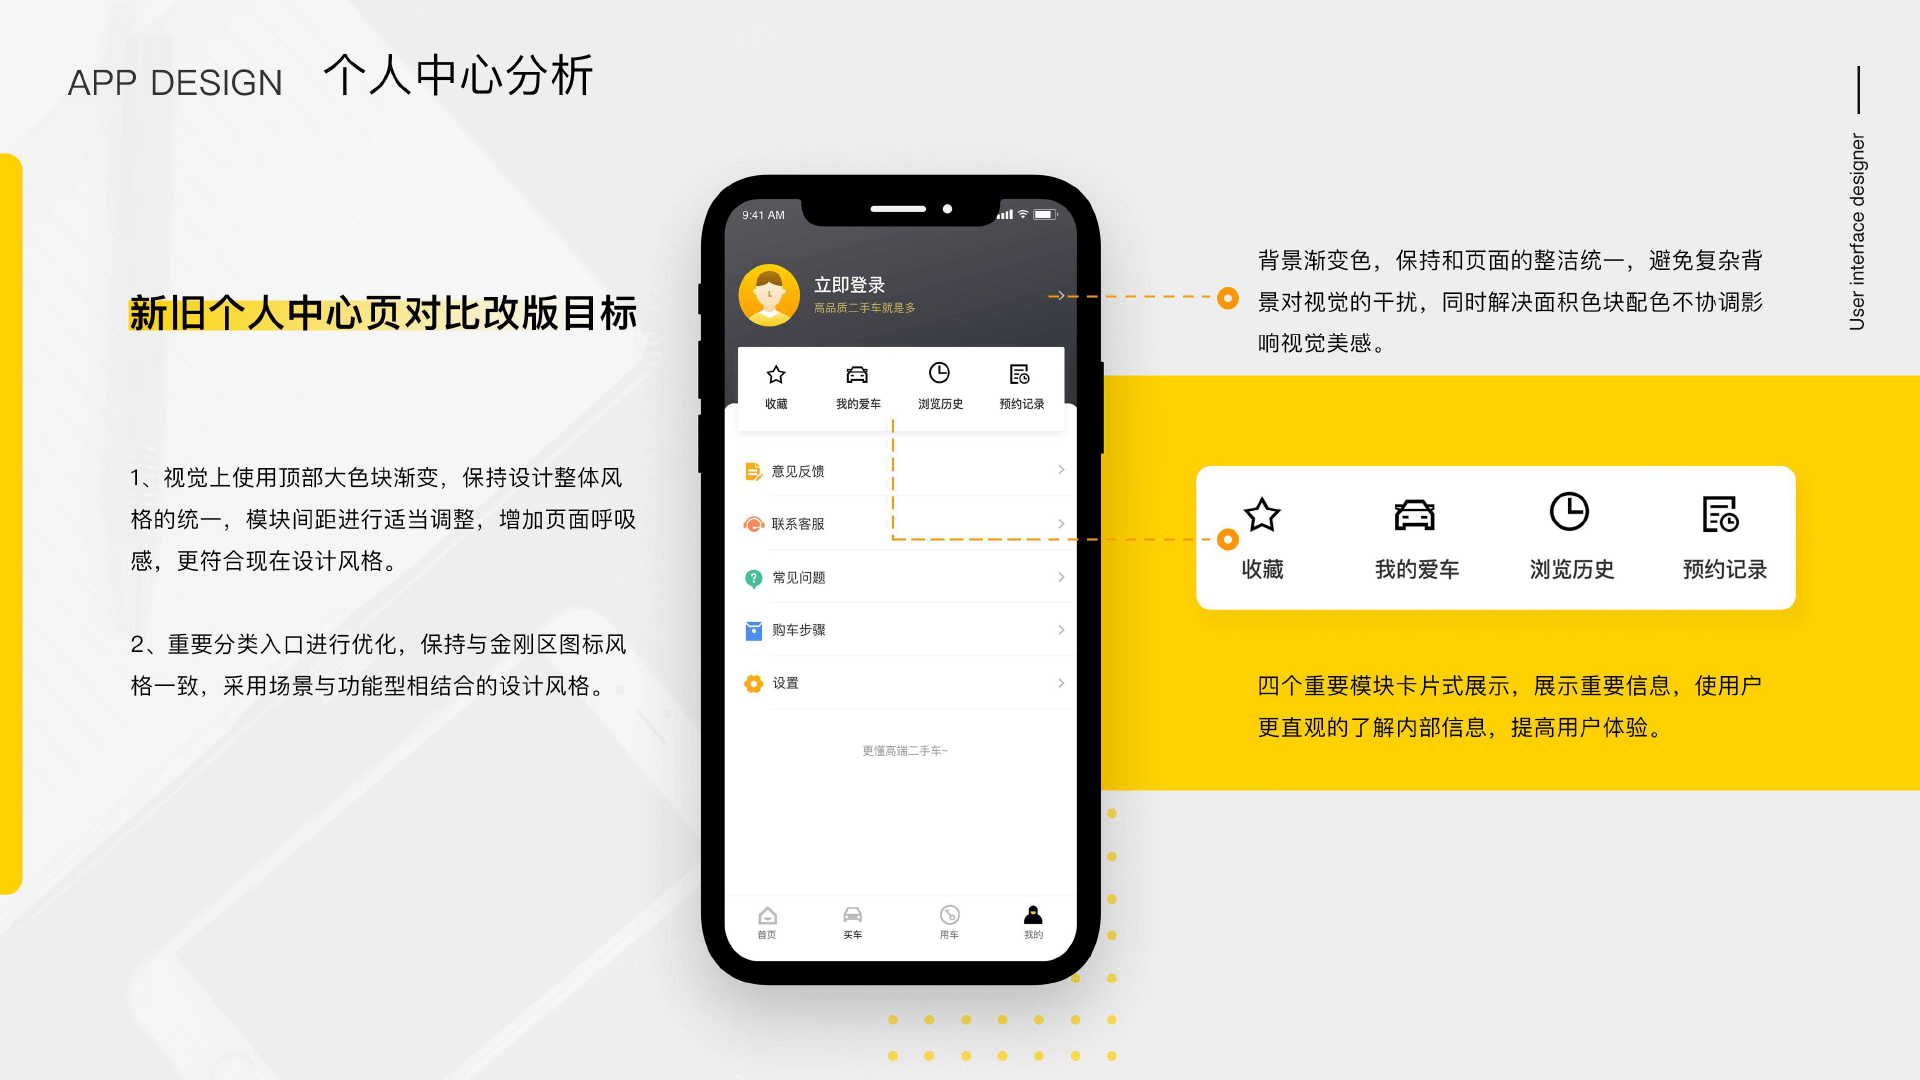 APP DESIGN 个人中心分析
User interface designer
新旧个人中心页对比改版目标
1、视觉上使用顶部大色块渐变，保持设计整体风
格的统一，模块间距进行适当调整，增加页面呼吸
感，更符合现在设计风格。
2、重要分类入口进行优化，保持与金刚区图标风
格一致，采用场景与功能型相结合的设计风格。
9:41 AM
立即登录
高品质二手车就是多
收藏 我的爱车 浏览历史 预约记录
意见反馈
联系客服
常见问题
购车步骤
设置
更懂高端二手车~
首页 买车 用车 我的
背景渐变色，保持和页面的整洁统一，避免复杂背
景对视觉的干扰，同时解决面积色块配色不协调影
响视觉美感。
收藏 我的爱车 浏览历史 预约记录
四个重要模块卡片式展示，展示重要信息，使用户
更直观的了解内部信息，提高用户体验。